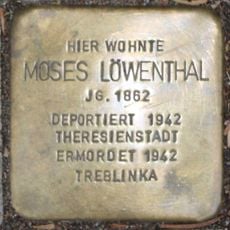 HIER WOHNTE
MOSES LÖWENTHAL
JG. 1862
DEPORTIERT 1942
THERESIENSTADT
ERMORDET 1942
TREBLINKA